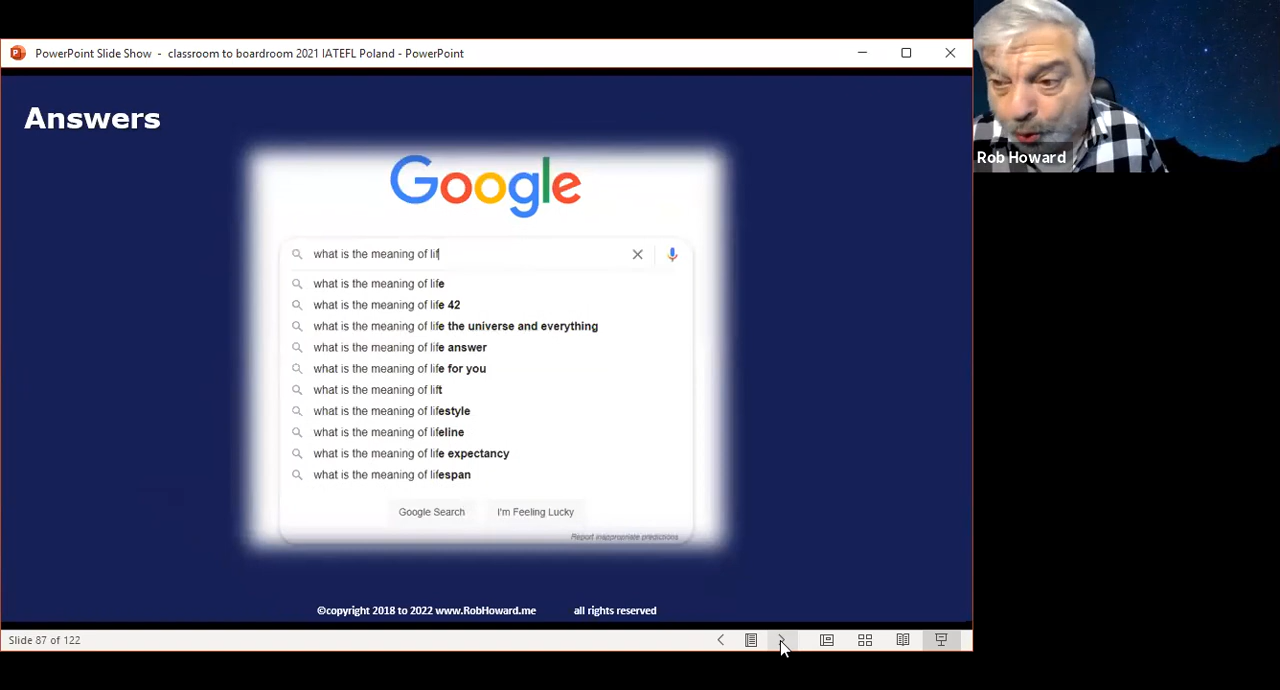 PowerPoint Slide Show - classroom to boardroom 2021 IATEFL Poland - PowerPoint
Answers
Google
what is the meaning of lif
what is the meaning of life
what is the meaning of life 42
what is the meaning of life the universe and everything
what is the meaning of life answer
what is the meaning of life for you
what is the meaning of lift
what is the meaning of lifestyle
what is the meaning of lifeline
what is the meaning of life expectancy
what is the meaning of lifespan
Google Search I'm Feeling Lucky
Report inappropriate predictions
©copyright 2018 to 2022 www.RobHoward.me all rights reserved
Slide 87 of 122
Rob Howard